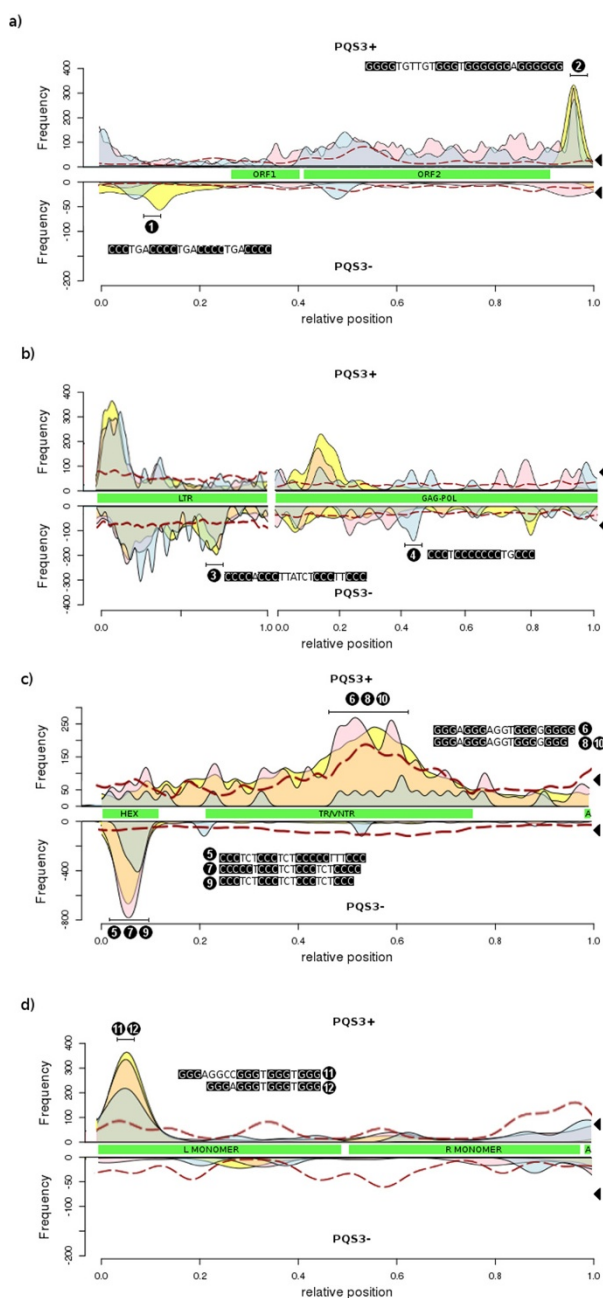 a)
PQS3+
GGGGTGTTGTGGGTGGGGGGAGGGGGG 2
Frequency
400
300
200
100
0
ORF1 ORF2
Frequency
0
-50
-100
-200
1
CCCTGACCCCTGACCCCTGACCCC
PQS3-
0.0 0.2 0.4 0.6 0.8 1.0
relative position
b)
PQS3+
Frequency
400
300
200
100
0
LTR GAG-POL
Frequency
0
-100
-200
-300
-400
3 CCCCACCCTTATCTCCCTTCCC
4 CCCTCCCCCCCTGCCC
PQS3-
0.0 1.0 0.0 0.2 0.4 0.6 0.8 1.0
relative position
c)
PQS3+
6 8 10
GGGAGGGAGGTGGGGGGGG 6
GGGAGGGAGGTGGGGGGG 8 10
Frequency
250
150
50
0
HEX TR/VNTR A
Frequency
0
-400
-800
5 CCCTCTCCCTCTCCCCCTTTCCC
7 CCCCCTCCCTCTCCCTCTCCCC
9 CCCTCTCCCTCTCCCTCTCCC
PQS3-
5 7 9
0.0 0.2 0.4 0.6 0.8 1.0
relative position
d)
PQS3+
11 12
GGGAGGCCGGGTGGGTGGG 11
GGGAGGGTGGGTGGG 12
Frequency
400
300
200
100
0
L MONOMER R MONOMER A
Frequency
0
-50
-100
-200
PQS3-
0.0 0.2 0.4 0.6 0.8 1.0
relative position